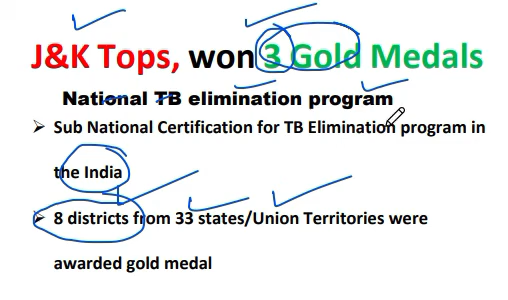 J&K Tops, won 3 Gold Medals
National TB elimination program
➢ Sub National Certification for TB Elimination program in
the India
➢ 8 districts from 33 states/Union Territories were
awarded gold medal